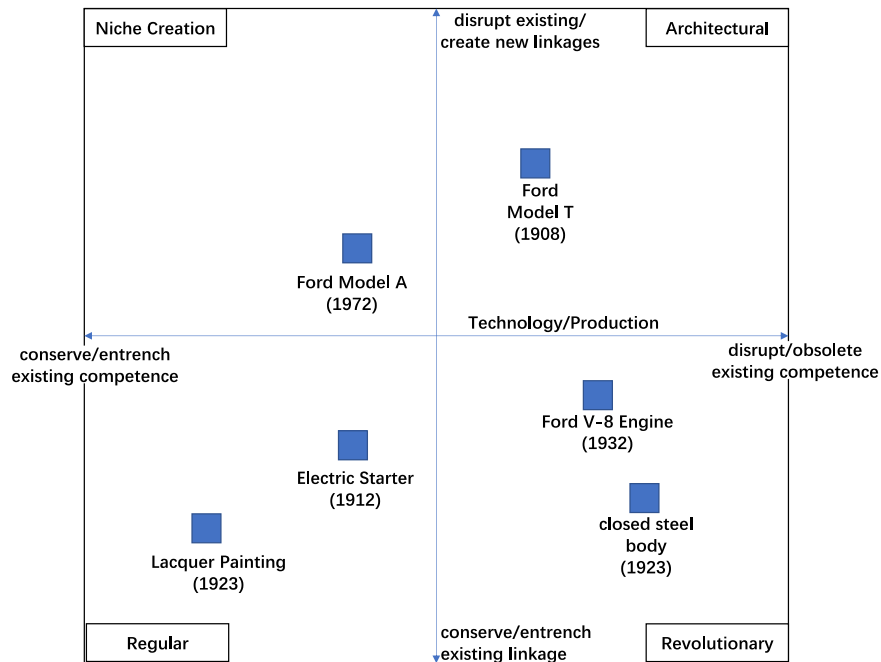 Niche Creation
disrupt existing/
create new linkages
Architectural
Ford
Model T
(1908)
Ford Model A
(1972)
Technology/Production
conserve/entrench
existing competence
disrupt/obsolete
existing competence
Ford V-8 Engine
(1932)
Electric Starter
(1912)
closed steel
body
(1923)
Lacquer Painting
(1923)
Regular
conserve/entrench
existing linkage
Revolutionary